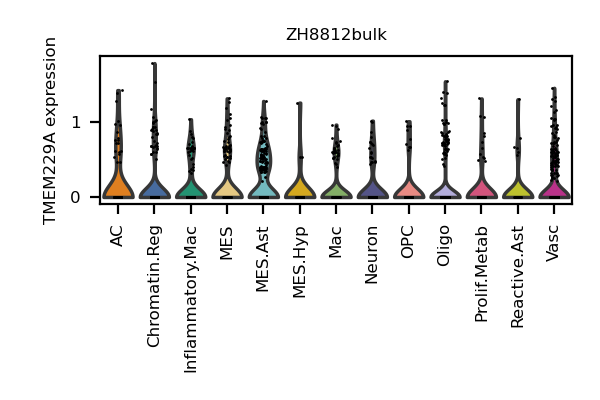 ZH8812bulk
TMEM229A expression
1
0
AC
Chromatin.Reg
Inflammatory.Mac
MES
MES.Ast
MES.Hyp
Mac
Neuron
OPC
Oligo
Prolif.Metab
Reactive.Ast
Vasc